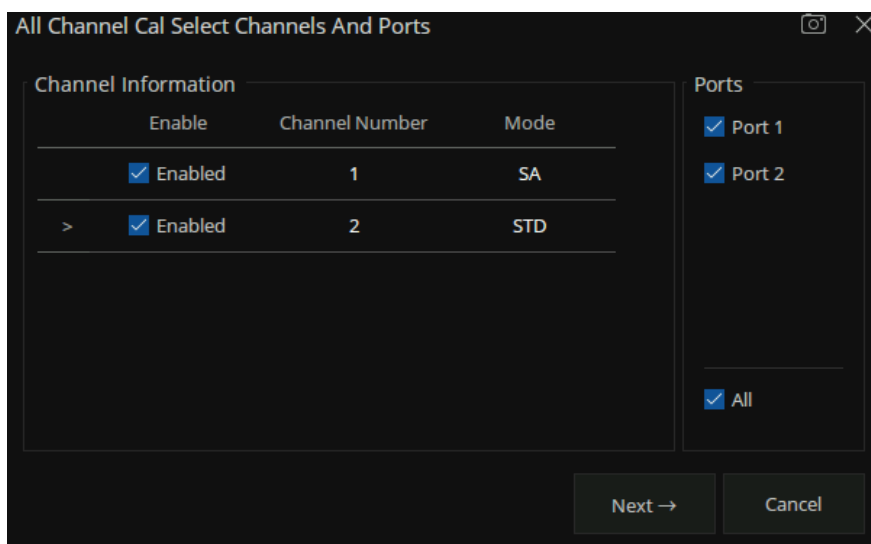 All Channel Cal Select Channels And Ports
Channel Information
Enable Channel Number Mode
Enabled 1 SA
> Enabled 2 STD
Ports
Port 1
Port 2
All
Next →
Cancel